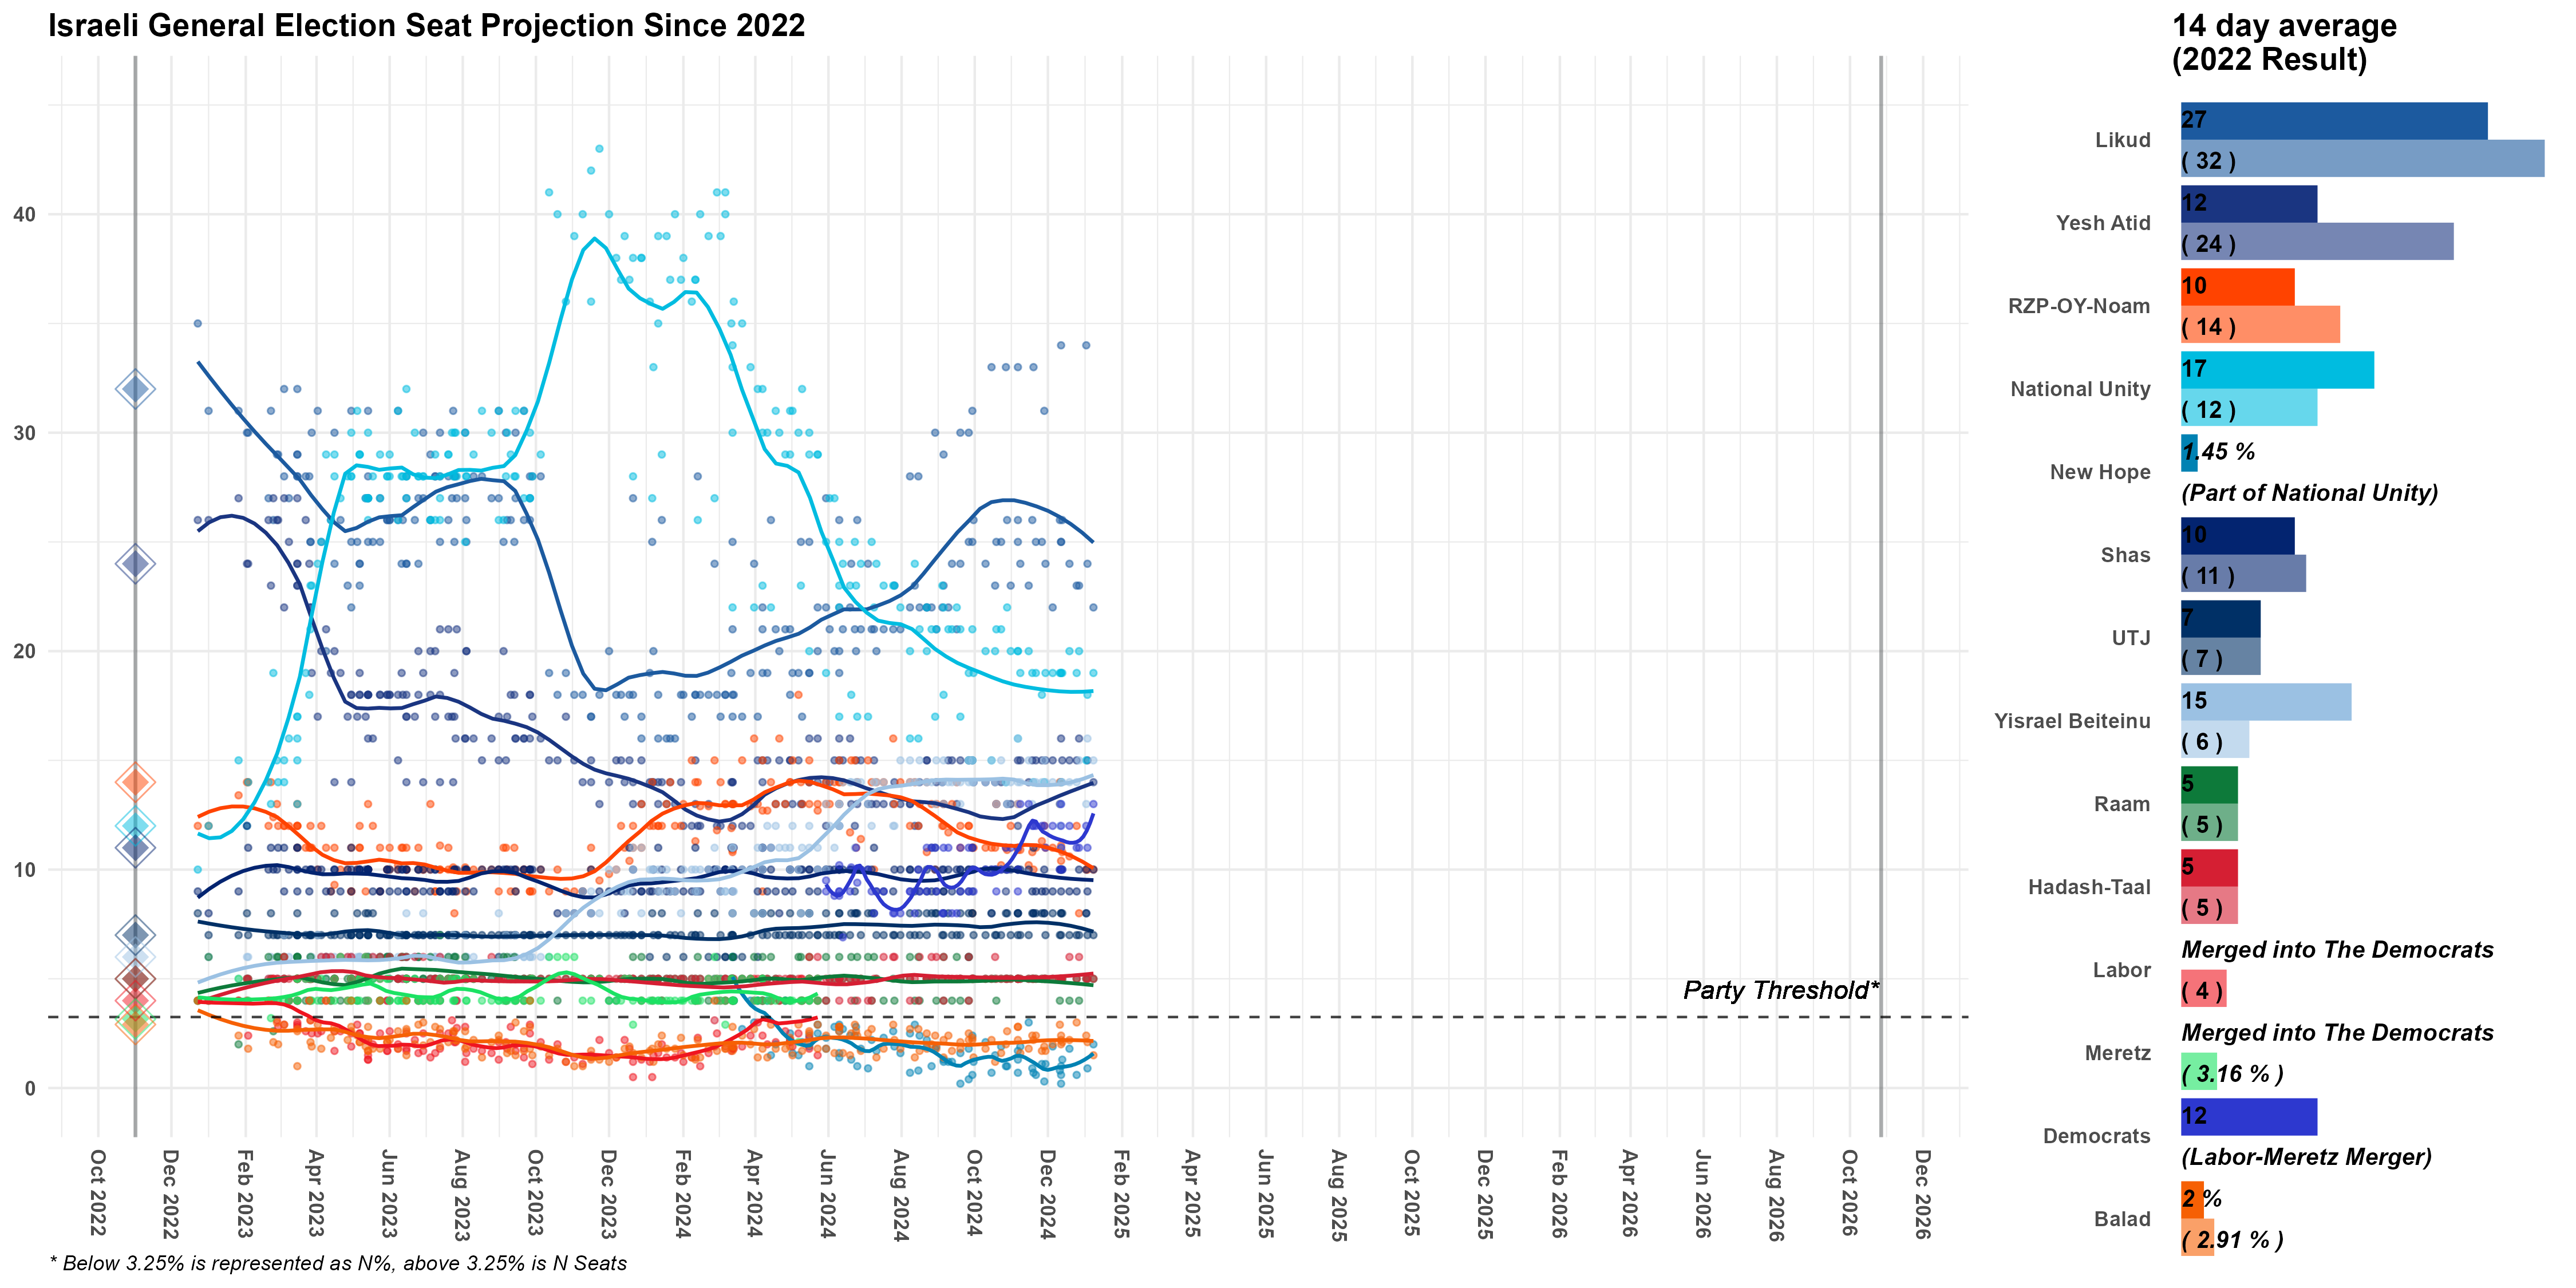 Israeli General Election Seat Projection Since 2022
14 day average
(2022 Result)
40
30
20
10
0
Party Threshold*
Oct 2022
Dec 2022
Feb 2023
Apr 2023
Jun 2023
Aug 2023
Oct 2023
Dec 2023
Feb 2024
Apr 2024
Jun 2024
Aug 2024
Oct 2024
Dec 2024
Feb 2025
Apr 2025
Jun 2025
Aug 2025
Oct 2025
Dec 2025
Feb 2026
Apr 2026
Jun 2026
Aug 2026
Oct 2026
Dec 2026
* Below 3.25% is represented as N%, above 3.25% is N Seats
Likud
27
( 32 )
Yesh Atid
12
( 24 )
RZP-OY-Noam
10
( 14 )
National Unity
17
( 12 )
New Hope
1.45 %
(Part of National Unity)
Shas
10
( 11 )
UTJ
7
( 7 )
Yisrael Beiteinu
15
( 6 )
Raam
5
( 5 )
Hadash-Taal
5
( 5 )
Labor
Merged into The Democrats
( 4 )
Meretz
Merged into The Democrats
( 3.16 % )
Democrats
12
(Labor-Meretz Merger)
Balad
2 %
( 2.91 % )